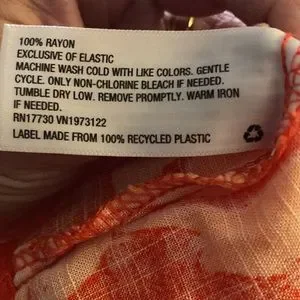 100% RAYON
EXCLUSIVE OF ELASTIC
MACHINE WASH COLD WITH LIKE COLORS. GENTLE
CYCLE. ONLY NON-CHLORINE BLEACH IF NEEDED.
TUMBLE DRY LOW. REMOVE PROMPTLY. WARM IRON
IF NEEDED.
RN17730 VN1973122
LABEL MADE FROM 100% RECYCLED PLASTIC